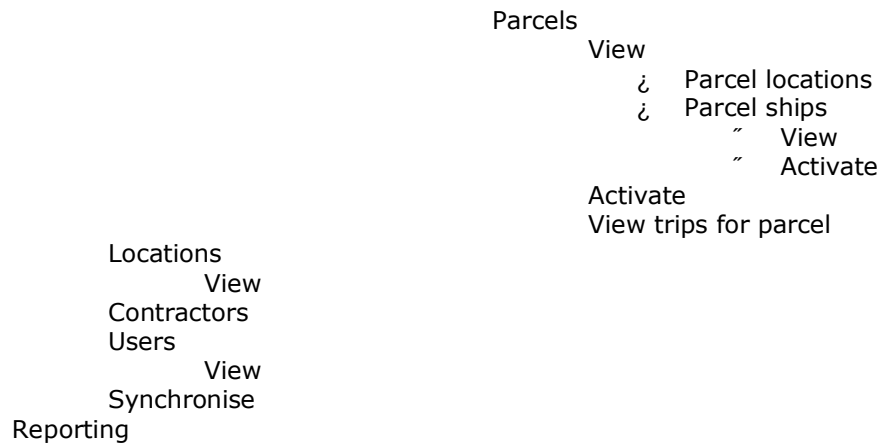 Parcels
View
¿ Parcel locations
¿ Parcel ships
˝ View
˝ Activate
Activate
View trips for parcel
Locations
View
Contractors
Users
View
Synchronise
Reporting